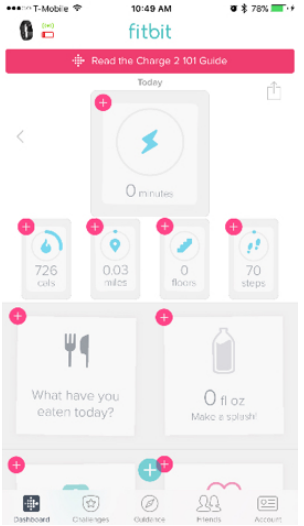 T-Mobile 10:49 AM 78%
fitbit
Read the Charge 2 101 Guide
Today
0 minutes
726 0.03 0 70
cals miles floors steps
What have you
eaten today?
0 fl oz
Make a splash!
Dashboard Challenges Guidance Friends Account